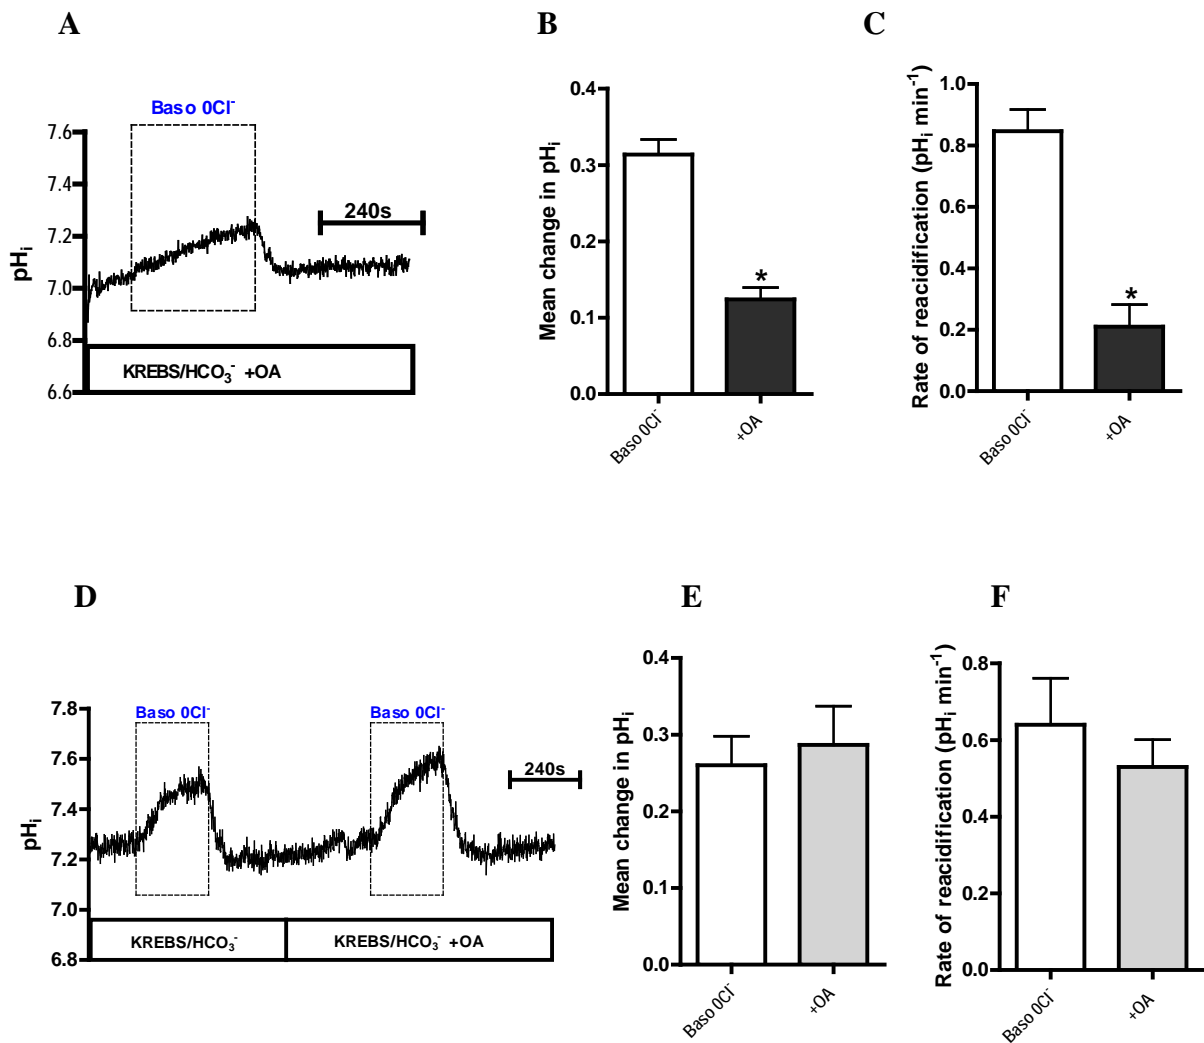 A
B
C
Baso 0Cl⁻
7.6
7.4
7.2
7.0
6.8
6.6
pHᵢ
240s
KREBS/HCO₃⁻ +OA
0.4
0.3
0.2
0.1
0.0
Mean change in pHᵢ
*
Baso 0Cl⁻
+OA
1.0
0.8
0.6
0.4
0.2
0.0
Rate of reacidification (pHᵢ min⁻¹)
*
Baso 0Cl⁻
+OA
D
E
F
7.8
7.6
7.4
7.2
7.0
6.8
pHᵢ
Baso 0Cl⁻
Baso 0Cl⁻
240s
KREBS/HCO₃⁻
KREBS/HCO₃⁻ +OA
0.4
0.3
0.2
0.1
0.0
Mean change in pHᵢ
Baso 0Cl⁻
+OA
0.8
0.6
0.4
0.2
0.0
Rate of reacidification (pHᵢ min⁻¹)
Baso 0Cl⁻
+OA